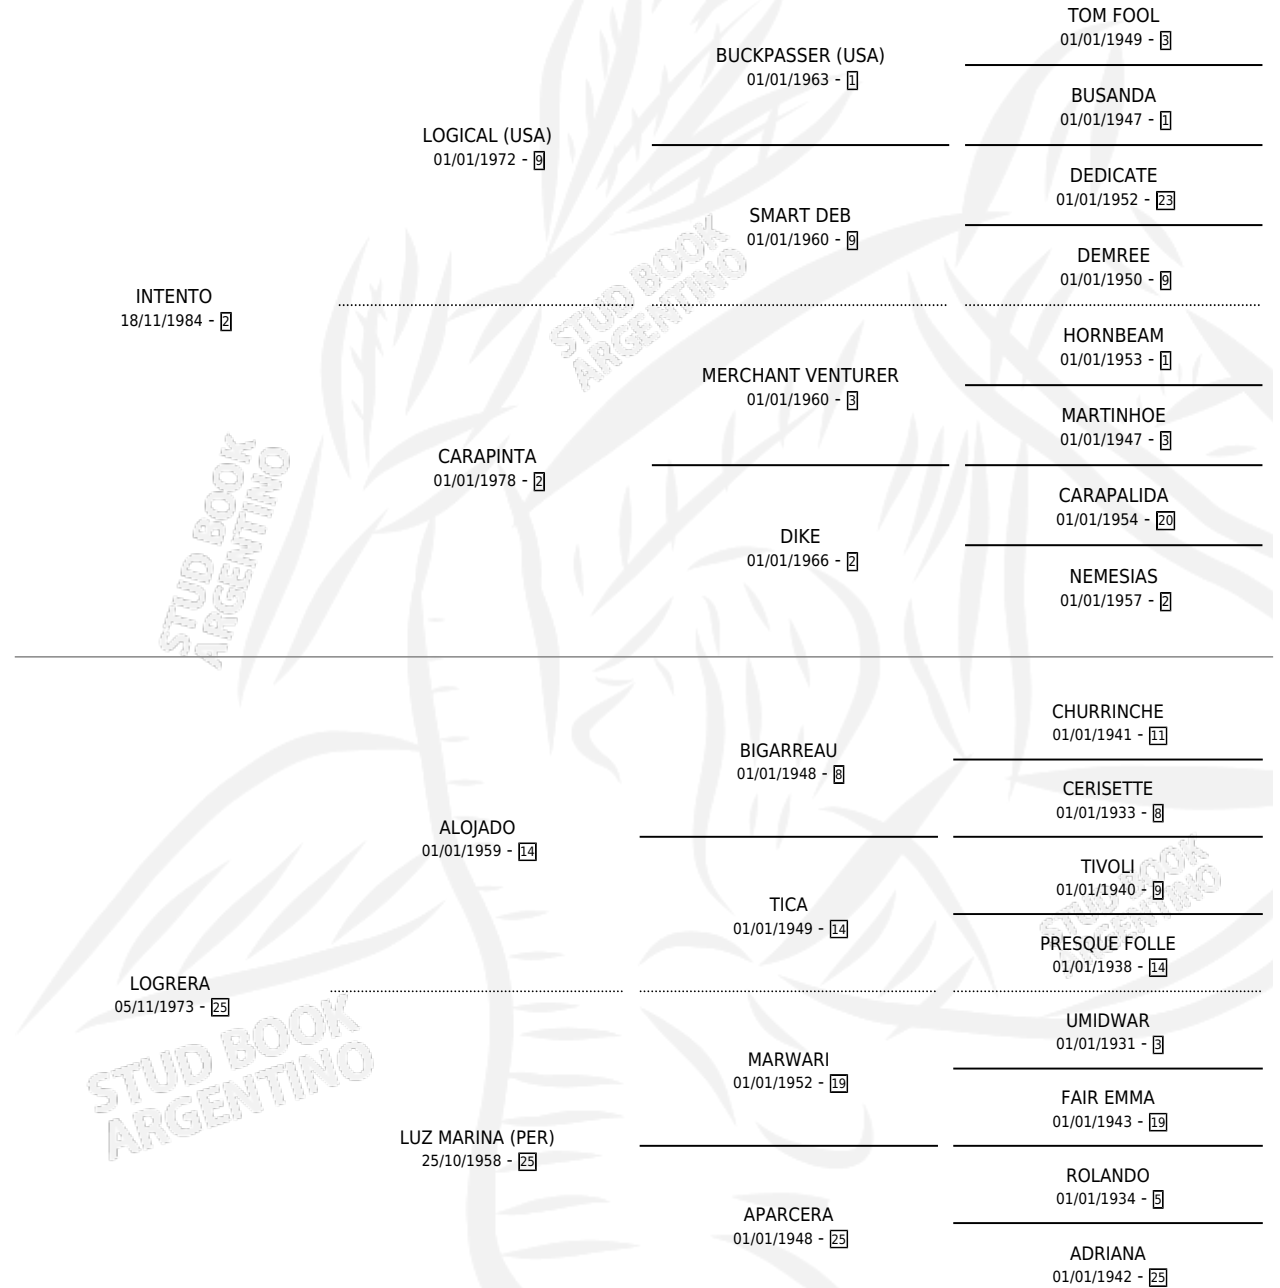 TOM FOOL
01/01/1949 - 3
BUCKPASSER (USA)
01/01/1963 - 1
BUSANDA
01/01/1947 - 1
LOGICAL (USA)
01/01/1972 - 9
DEDICATE
01/01/1952 - 23
SMART DEB
01/01/1960 - 9
DEMREE
01/01/1950 - 9
INTENTO
18/11/1984 - 2
HORNBEAM
01/01/1953 - 1
MERCHANT VENTURER
01/01/1960 - 3
MARTINHOE
01/01/1947 - 3
CARAPINTA
01/01/1978 - 2
CARAPALIDA
01/01/1954 - 20
DIKE
01/01/1966 - 2
NEMESIAS
01/01/1957 - 2
CHURRINCHE
01/01/1941 - 11
BIGARREAU
01/01/1948 - 8
CERISETTE
01/01/1933 - 8
ALOJADO
01/01/1959 - 14
TIVOLI
01/01/1940 - 9
TICA
01/01/1949 - 14
PRESQUE FOLLE
01/01/1938 - 14
LOGRERA
05/11/1973 - 25
UMIDWAR
01/01/1931 - 3
MARWARI
01/01/1952 - 19
FAIR EMMA
01/01/1943 - 19
LUZ MARINA (PER)
25/10/1958 - 25
ROLANDO
01/01/1934 - 5
APARCERA
01/01/1948 - 25
ADRIANA
01/01/1942 - 25
STUD BOOK
ARGENTINO
STUD BOOK
ARGENTINO
STUD BOOK
ARGENTINO
STUD BOOK
ARGENTINO